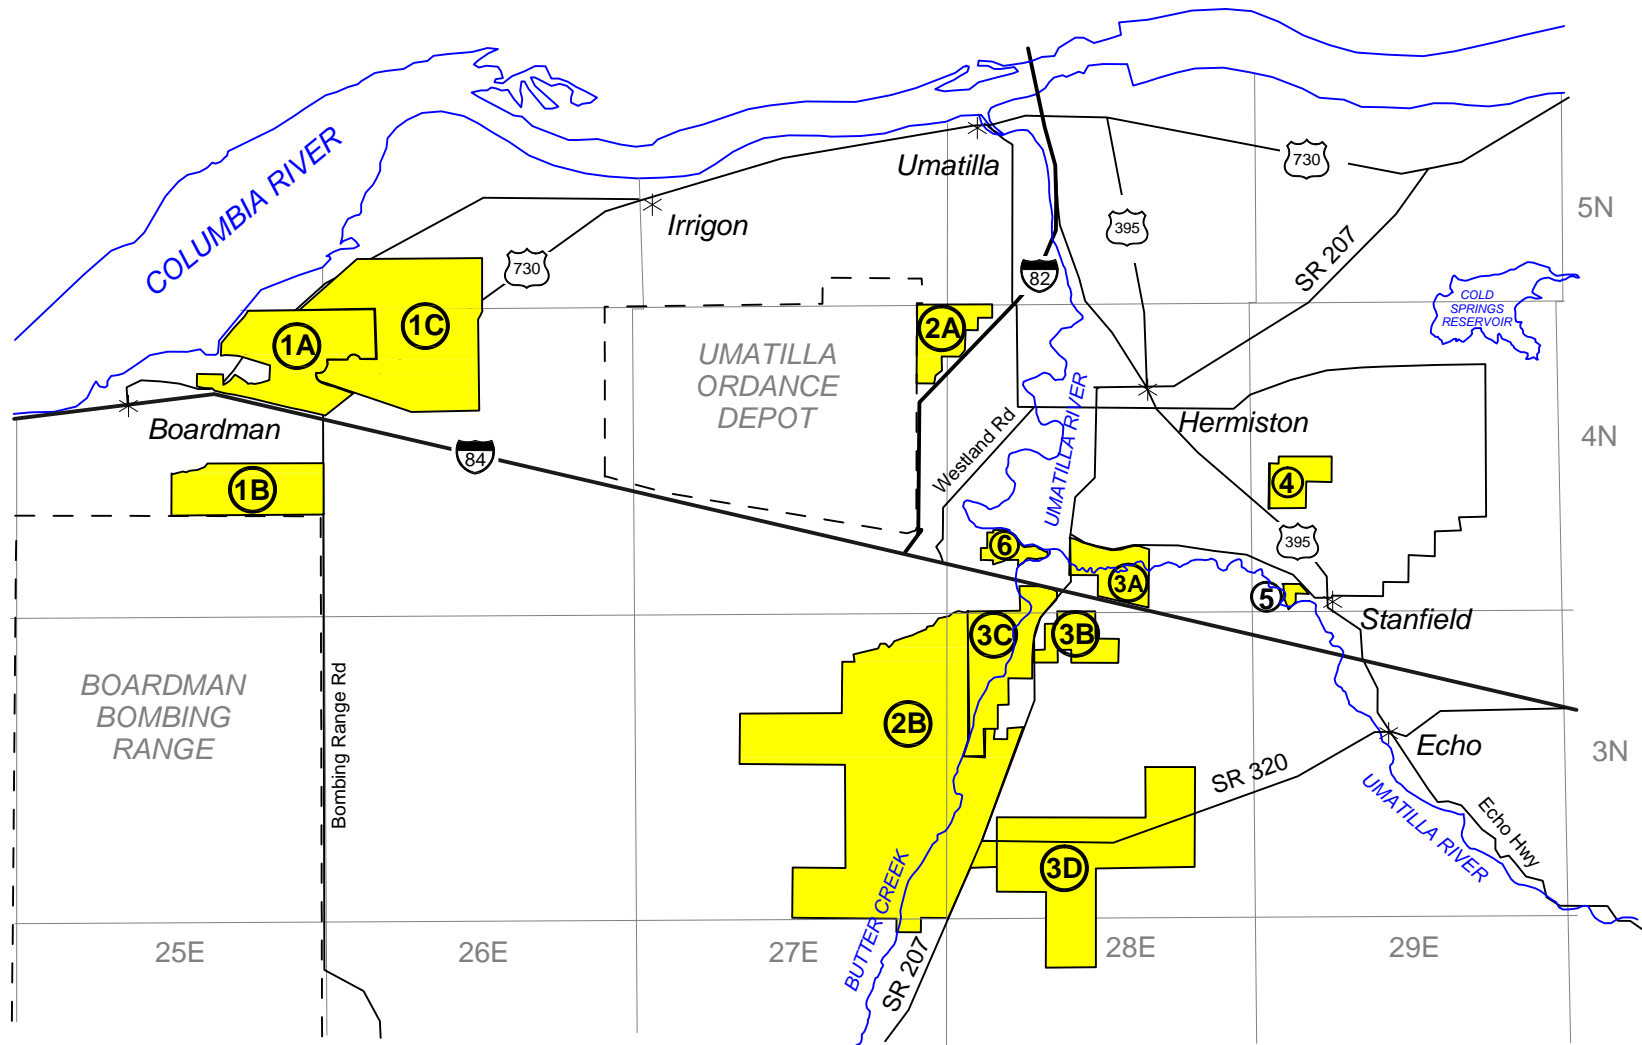 COLUMBIA RIVER
Umatilla
730
5N
Irrigon
395
SR 207
730
82
COLD
SPRINGS
RESERVOIR
1A
1C
2A
UMATILLA
ORDANCE
DEPOT
Boardman
84
Westland Rd
UMATILLA RIVER
Hermiston
4N
1B
4
395
6
3A
5
Stanfield
3C
3B
BOARDMAN
BOMBING
RANGE
Bombing Range Rd
2B
Echo
3N
SR 320
UMATILLA RIVER
Echo Hwy
3D
BUTTER CREEK
SR 207
25E
26E
27E
28E
29E